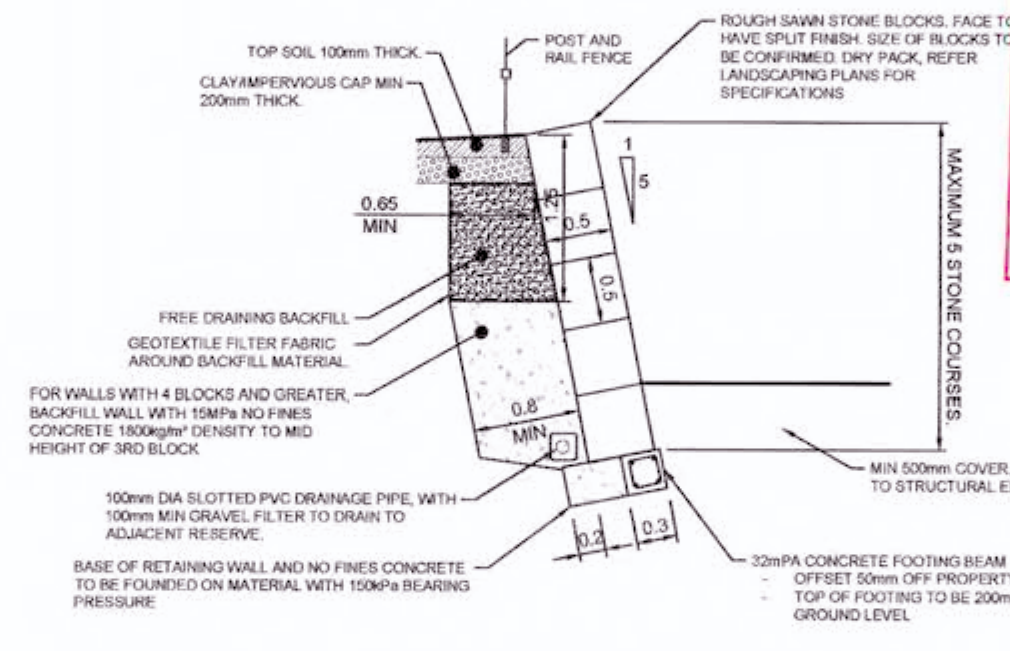 TOP SOIL 100mm THICK.
CLAY/IMPERVIOUS CAP MIN
200mm THICK.
POST AND
RAIL FENCE
ROUGH SAWN STONE BLOCKS. FACE TO
HAVE SPLIT FINISH. SIZE OF BLOCKS TO
BE CONFIRMED. DRY PACK, REFER
LANDSCAPING PLANS FOR
SPECIFICATIONS
1
5
0.65
MIN
1.25
0.5
0.5
MAXIMUM 5 STONE COURSES.
FREE DRAINING BACKFILL
GEOTEXTILE FILTER FABRIC
AROUND BACKFILL MATERIAL
FOR WALLS WITH 4 BLOCKS AND GREATER,
BACKFILL WALL WITH 15MPa NO FINES
CONCRETE 1800kg/m³ DENSITY TO MID
HEIGHT OF 3RD BLOCK
0.8
MIN
MIN 500mm COVER
TO STRUCTURAL E
100mm DIA SLOTTED PVC DRAINAGE PIPE, WITH
100mm MIN GRAVEL FILTER TO DRAIN TO
ADJACENT RESERVE.
0.2
0.3
BASE OF RETAINING WALL AND NO FINES CONCRETE
TO BE FOUNDED ON MATERIAL WITH 150kPa BEARING
PRESSURE
32mPA CONCRETE FOOTING BEAM
- OFFSET 50mm OFF PROPERTY
- TOP OF FOOTING TO BE 200m
GROUND LEVEL